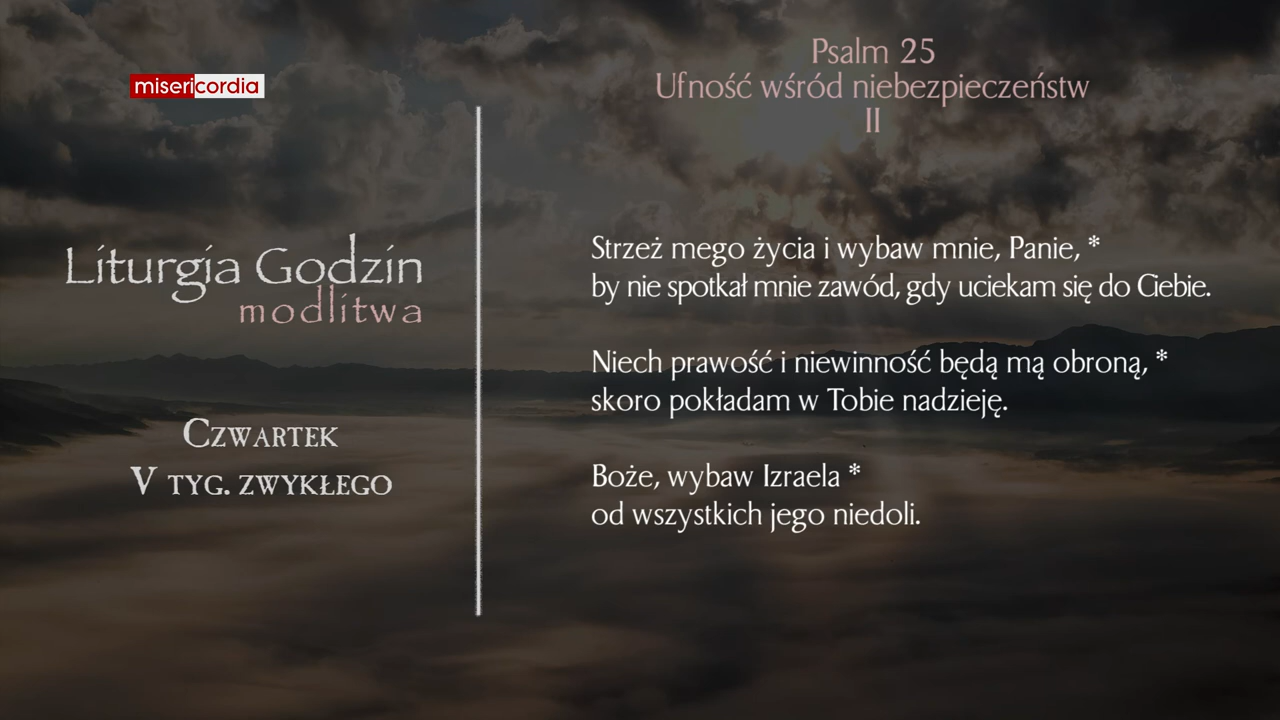 misericordia
Liturgia Godzin
modlitwa
Czwartek
V tyg. zwykłego
Psalm 25
Ufność wśród niebezpieczeństw
II
Strzeż mego życia i wybaw mnie, Panie, *
by nie spotkał mnie zawód, gdy uciekam się do Ciebie.
Niech prawość i niewinność będą mą obroną, *
skoro pokładam w Tobie nadzieję.
Boże, wybaw Izraela *
od wszystkich jego niedoli.